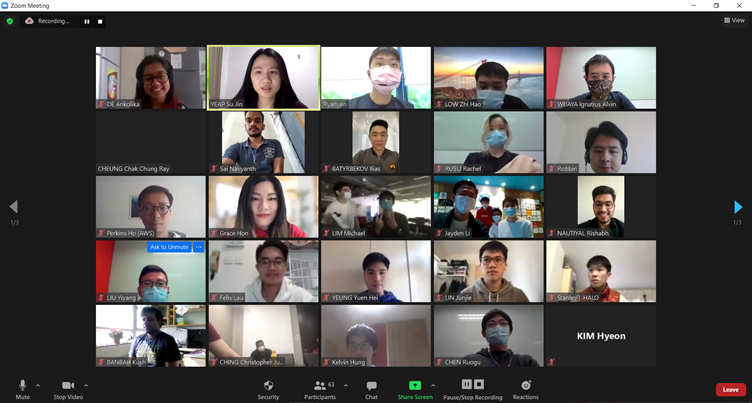 Zoom Meeting
Recording...
View
DE Ankolika
YEAP Su Jin
Ryanyen
LOW Zhi Hao
WIJAYA Ignatius Alvin
CHEUNG Chak Chung Ray
Sai Navyanth
BATYRBEKOV Ilias
RUSLI Rachel
Robbin
1/3
1/3
Perkins Ho (AWS)
Grace Hon
LIM Michael
Jayden Li
NAUTIYAL Rishabh
Ask to Unmute
...
LIU Yiyang
Felix Lau
YEUNG Yuen Hei
LIN Junjie
Stanley | HALO
BANBAH Kush
CHING Christopher Ju...
Kelvin Hung
CHEN Ruogu
KIM Hyeon
63
Mute
Stop Video
Security
Participants
Chat
Share Screen
Pause/Stop Recording
Reactions
Leave